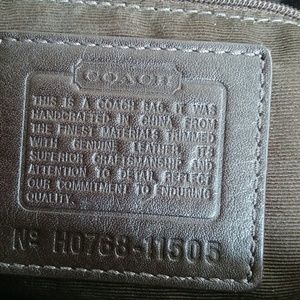 COACH
THIS IS A COACH BAG. IT WAS
HANDCRAFTED IN CHINA FROM
THE FINEST MATERIALS TRIMMED
WITH GENUINE LEATHER. ITS
SUPERIOR CRAFTSMANSHIP AND
ATTENTION TO DETAIL REFLECT
OUR COMMITMENT TO ENDURING
QUALITY.
Nº H0768-11505